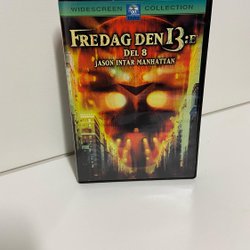 WIDESCREEN COLLECTION
FREDAG DEN 13:E
DEL 8
JASON INTAR MANHATTAN